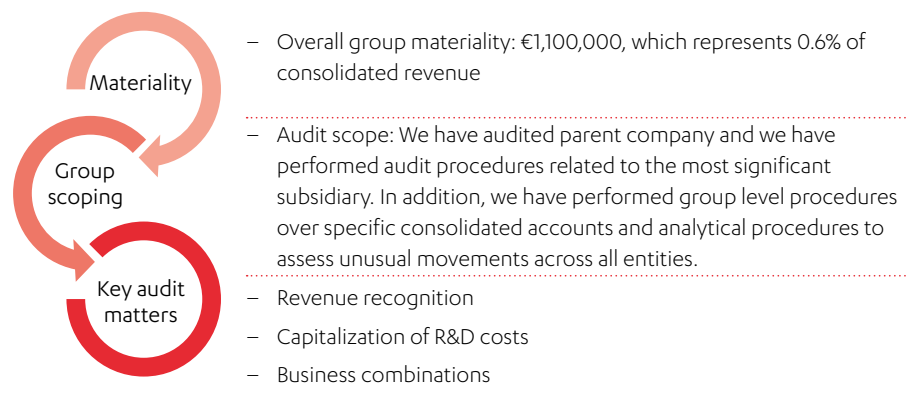 Materiality
– Overall group materiality: €1,100,000, which represents 0.6% of
consolidated revenue
Group
scoping
– Audit scope: We have audited parent company and we have
performed audit procedures related to the most significant
subsidiary. In addition, we have performed group level procedures
over specific consolidated accounts and analytical procedures to
assess unusual movements across all entities.
Key audit
matters
– Revenue recognition
– Capitalization of R&D costs
– Business combinations